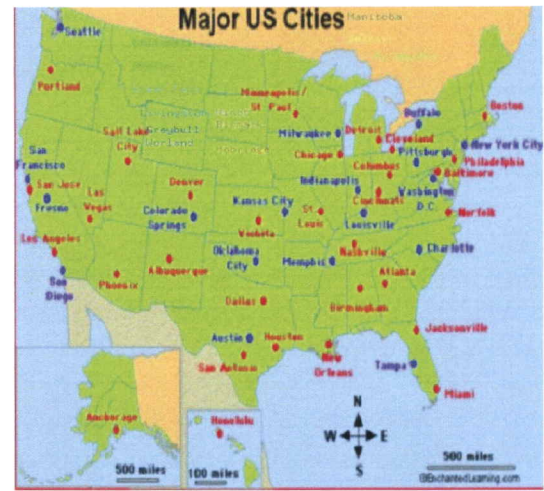 Major US Cities
Manitoba
Seattle
Portland
Minneapolis/
St. Paul
Buffalo
Boston
Livingston
Greybull
Worland
Salt Lake
City
Milwaukee
Detroit
Cleveland
New York City
Chicago
Columbus
Pittsburgh
Philadelphia
Baltimore
San
Francisco
San Jose
Fresno
Las
Vegas
Denver
Colorado
Springs
Kansas City
St.
Louis
Indianapolis
Cincinnati
Washington
D.C.
Louisville
Norfolk
Los Angeles
Wichita
Nashville
Charlotte
San
Diego
Phoenix
Albuquerque
Oklahoma
City
Memphis
Atlanta
Birmingham
Dallas
Austin
Houston
San Antonio
New
Orleans
Jacksonville
Tampa
Miami
Anchorage
500 miles
Honolulu
100 miles
N
W
E
S
500 miles
©EnchantedLearning.com